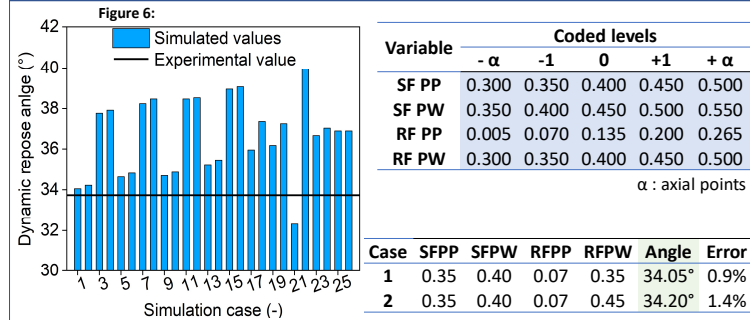 Figure 6:
42
40
38
36
34
32
30
Dynamic repose anlge (°)
Simulated values
Experimental value
1 3 5 7 9 11 13 15 17 19 21 23 25
Simulation case (-)
Variable Coded levels
- α -1 0 +1 + α
SF PP 0.300 0.350 0.400 0.450 0.500
SF PW 0.350 0.400 0.450 0.500 0.550
RF PP 0.005 0.070 0.135 0.200 0.265
RF PW 0.300 0.350 0.400 0.450 0.500
α : axial points
Case SFPP SFPW RFPP RFPW Angle Error
1 0.35 0.40 0.07 0.35 34.05° 0.9%
2 0.35 0.40 0.07 0.45 34.20° 1.4%